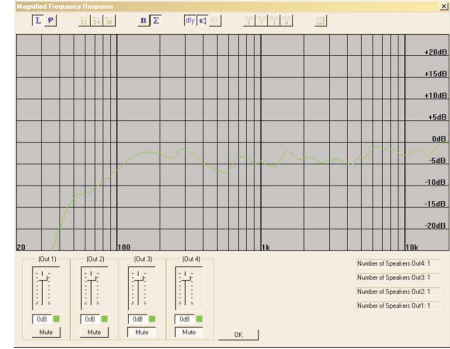 Magnified Frequency Response
L φ
n Σ
dly
XY
+20dB
+15dB
+10dB
+5dB
0dB
-5dB
-10dB
-15dB
-20dB
20 100 1k 10k
(Out 1) (Out 2) (Out 3) (Out 4)
0dB 0dB 0dB 0dB
Mute Mute Mute Mute
OK
Number of Speakers Out4: 1
Number of Speakers Out3: 1
Number of Speakers Out2: 1
Number of Speakers Out1: 1